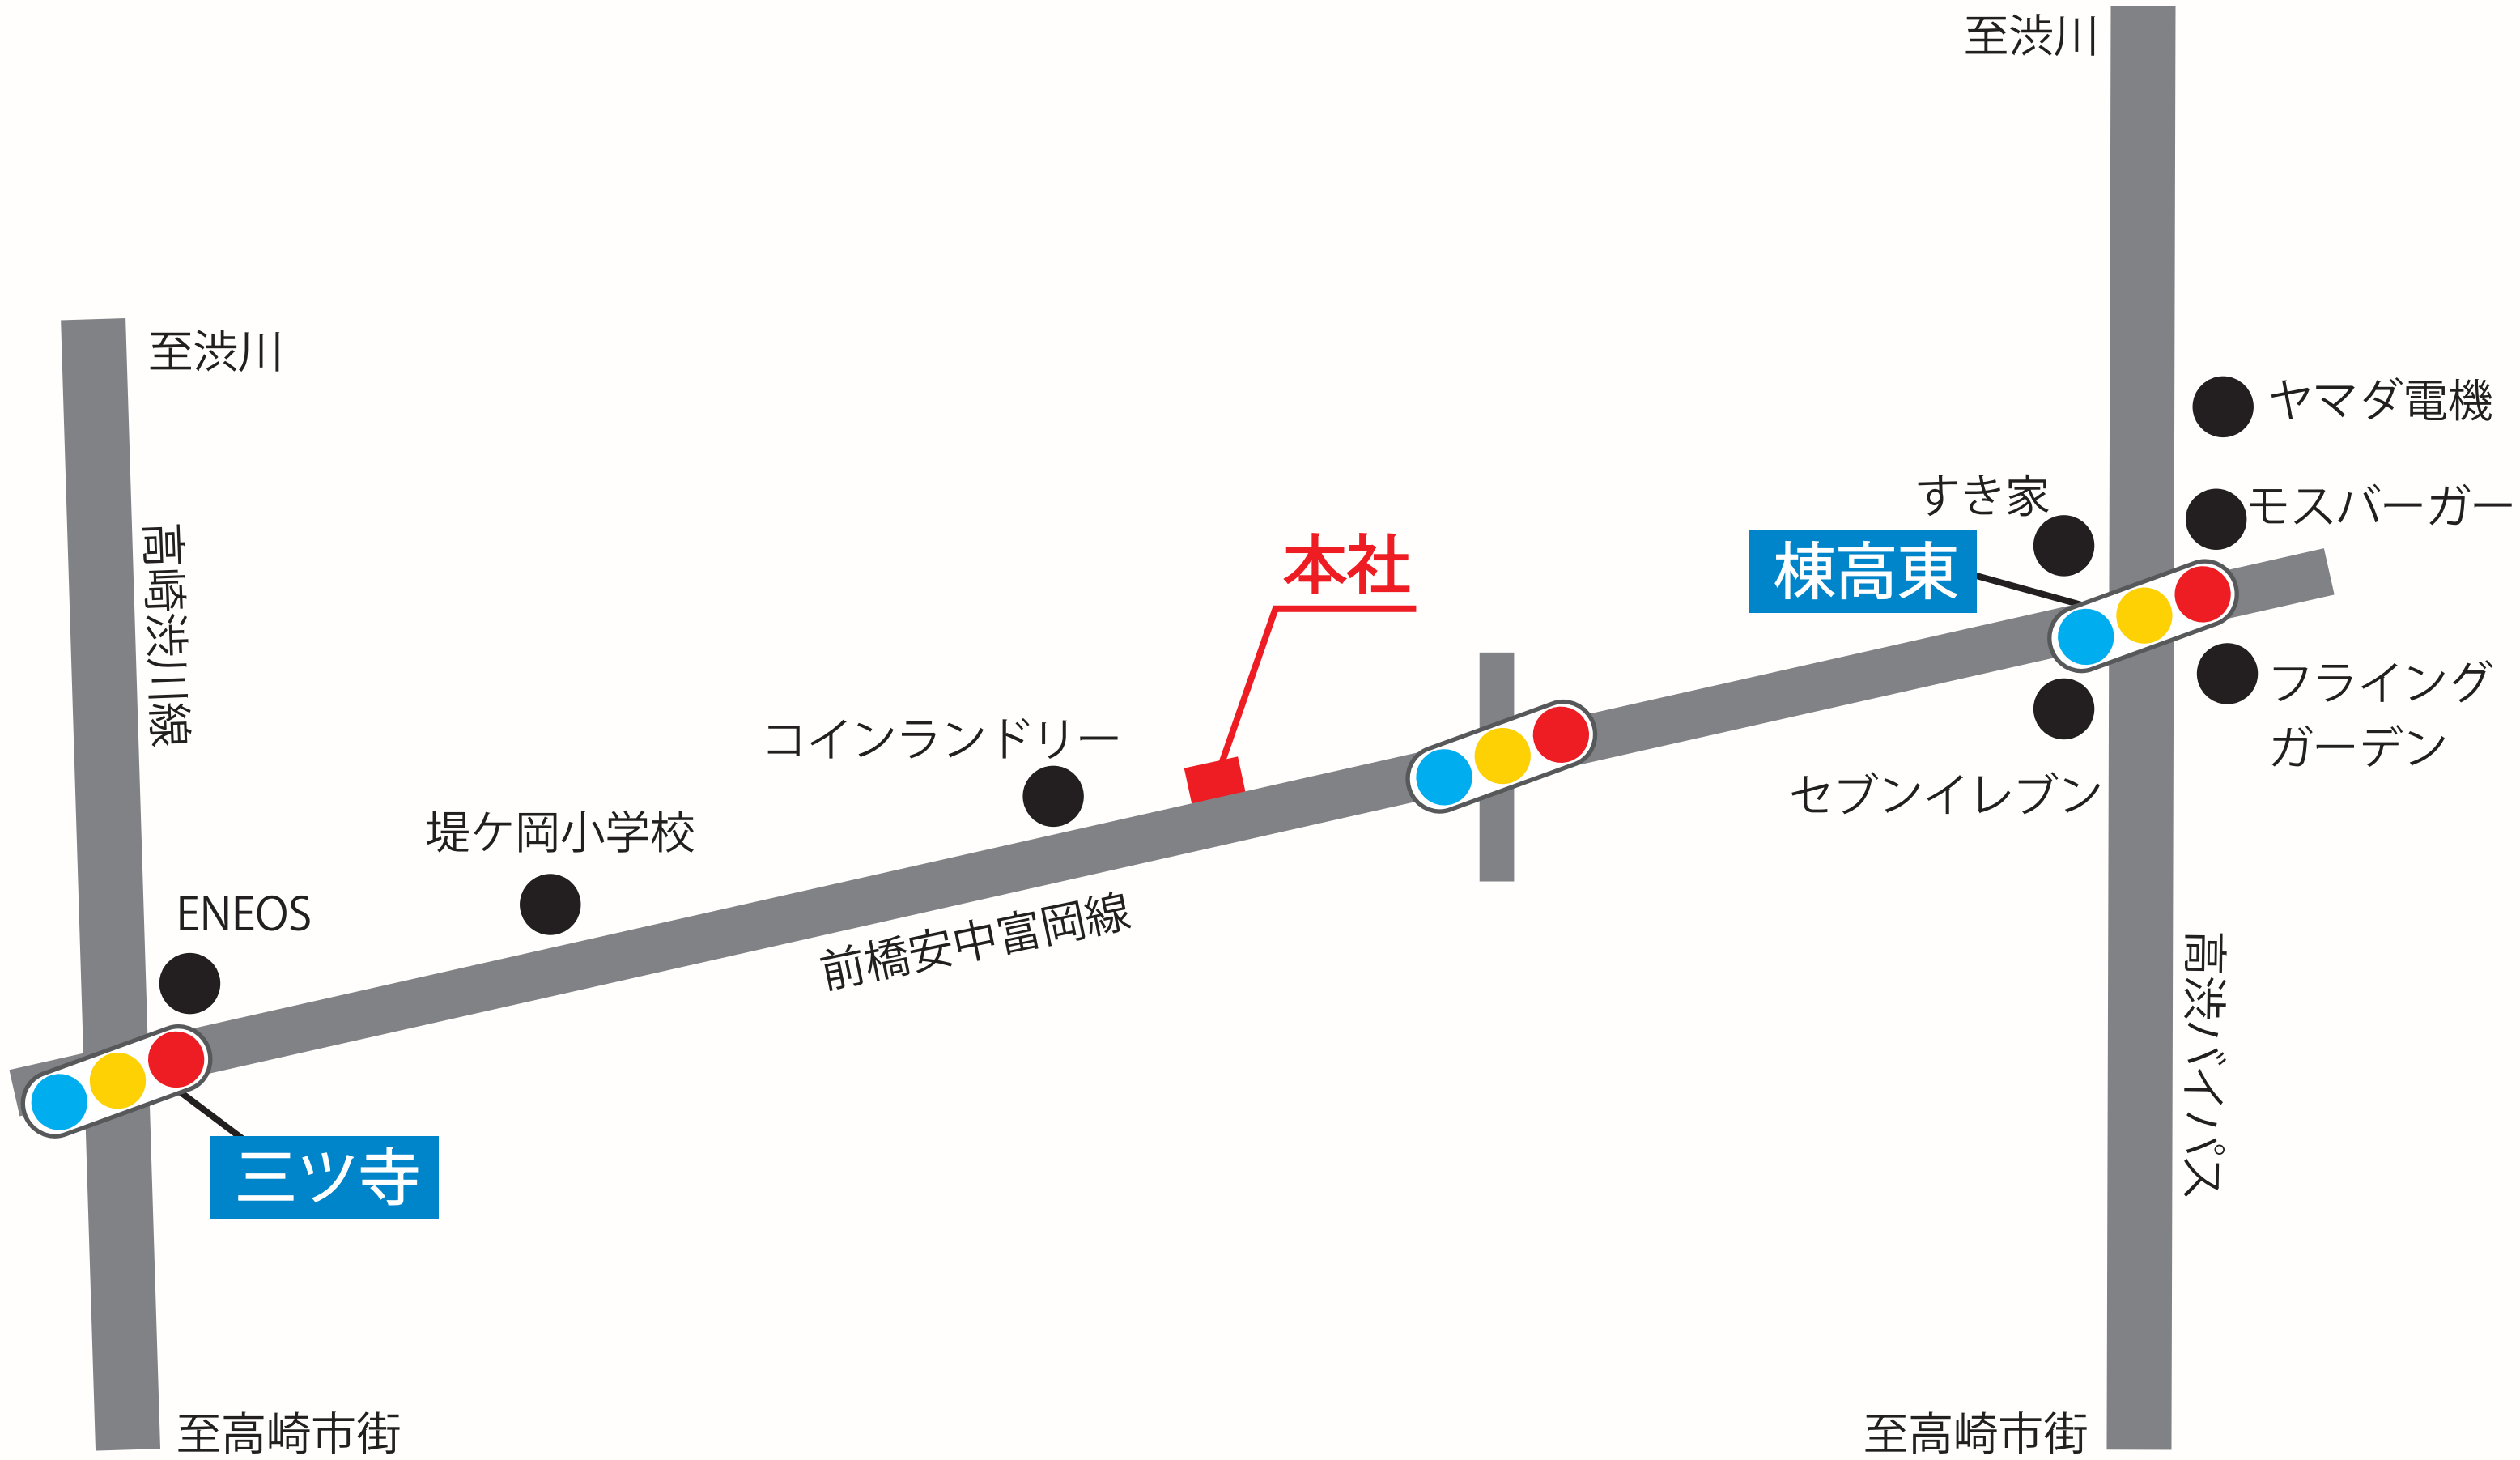 至渋川
至渋川
ヤマダ電機
すき家
モスバーガー
高崎渋川線
本社
棟高東
フライング
ガーデン
コインランドリー
セブンイレブン
堤ケ岡小学校
ENEOS
前橋安中富岡線
高渋バイパス
三ツ寺
至高崎市街
至高崎市街